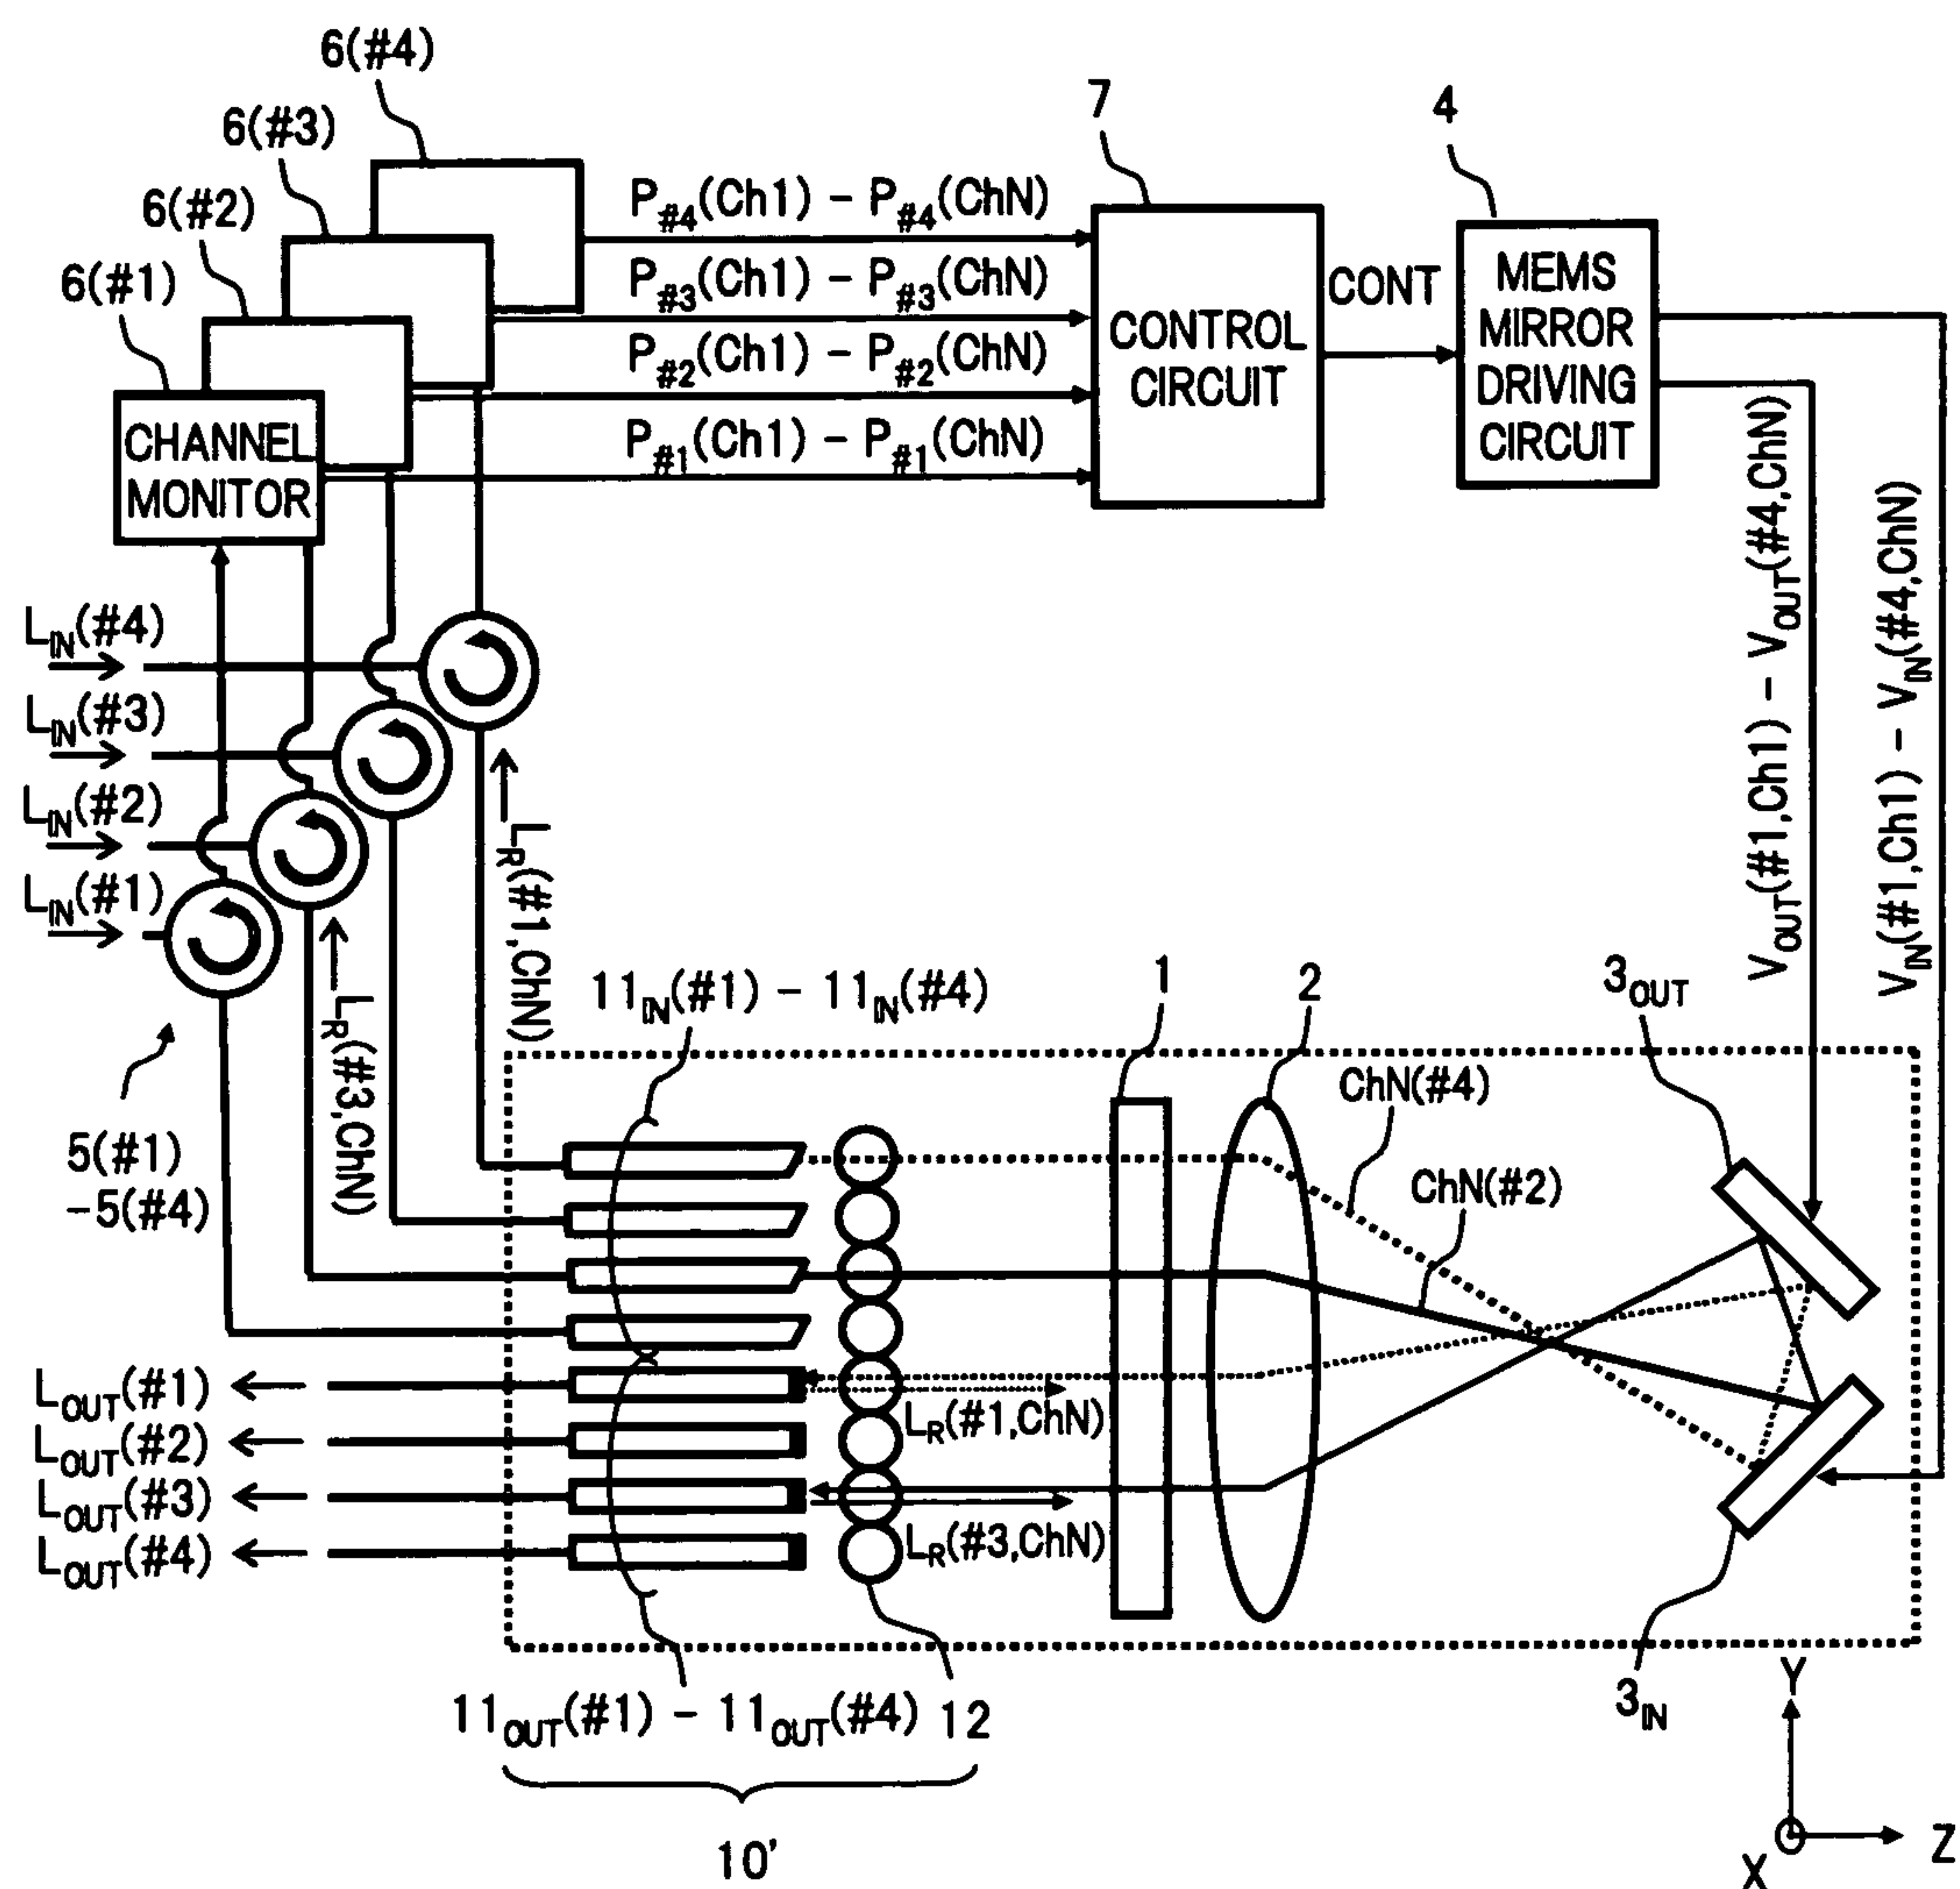 6(#4)
6(#3)
6(#2)
6(#1)
7
4
P#4(Ch1) - P#4(ChN)
P#3(Ch1) - P#3(ChN)
P#2(Ch1) - P#2(ChN)
P#1(Ch1) - P#1(ChN)
CHANNEL
MONITOR
CONTROL
CIRCUIT
CONT
MEMS
MIRROR
DRIVING
CIRCUIT
VOUT(#1,Ch1) - VOUT(#4,ChN)
VIN(#1,Ch1) - VIN(#4,ChN)
LIN(#4)
LIN(#3)
LIN(#2)
LIN(#1)
LR(#1,ChN)
LR(#3,ChN)
5(#1)
-5(#4)
11IN(#1) - 11IN(#4)
1
2
3OUT
ChN(#4)
ChN(#2)
LOUT(#1)
LOUT(#2)
LOUT(#3)
LOUT(#4)
LR(#1,ChN)
LR(#3,ChN)
11OUT(#1) - 11OUT(#4)
12
3IN
10'
Y
Z
X